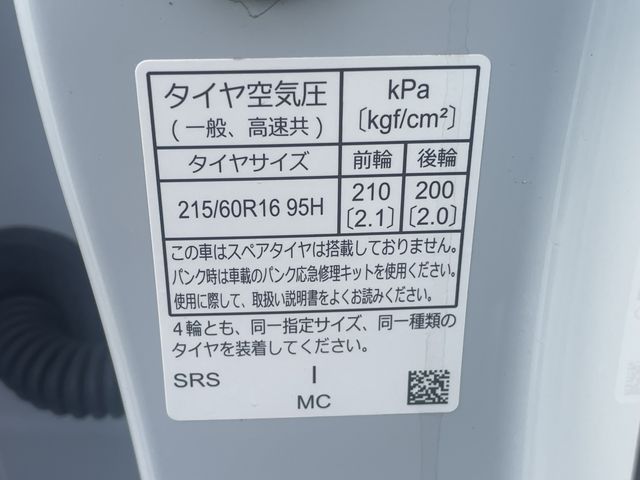 タイヤ空気圧
(一般、高速共)
kPa
〔kgf/cm²〕
タイヤサイズ 前輪 後輪
215/60R16 95H 210 200
〔2.1〕 〔2.0〕
この車はスペアタイヤは搭載しておりません。
パンク時は車載のパンク応急修理キットを使用ください。
使用に際して、取扱い説明書をよくお読みください。
4輪とも、同一指定サイズ、同一種類の
タイヤを装着してください。
SRS I
MC